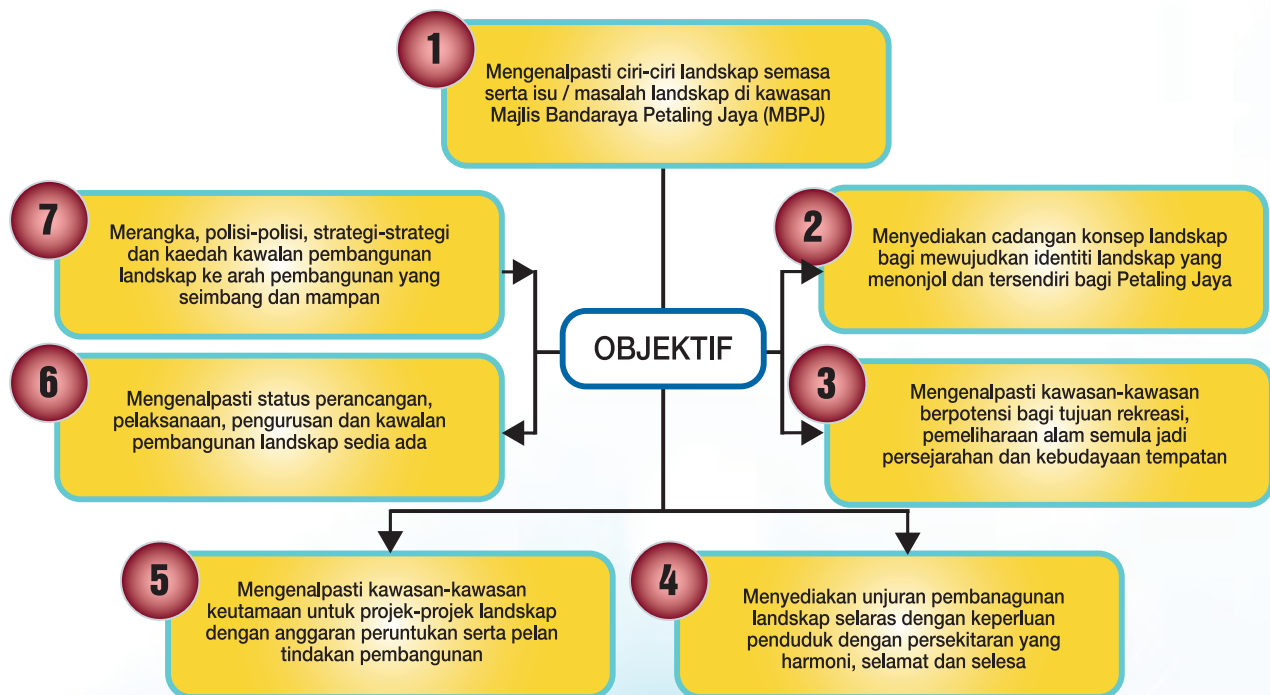 1
Mengenalpasti ciri-ciri landskap semasa
serta isu / masalah landskap di kawasan
Majlis Bandaraya Petaling Jaya (MBPJ)
7
Merangka, polisi-polisi, strategi-strategi
dan kaedah kawalan pembangunan
landskap ke arah pembangunan yang
seimbang dan mampan
2
Menyediakan cadangan konsep landskap
bagi mewujudkan identiti landskap yang
menonjol dan tersendiri bagi Petaling Jaya
OBJEKTIF
6
Mengenalpasti status perancangan,
pelaksanaan, pengurusan dan kawalan
pembangunan landskap sedia ada
3
Mengenalpasti kawasan-kawasan
berpotensi bagi tujuan rekreasi,
pemeliharaan alam semula jadi
persejarahan dan kebudayaan tempatan
5
Mengenalpasti kawasan-kawasan
keutamaan untuk projek-projek landskap
dengan anggaran peruntukan serta pelan
tindakan pembangunan
4
Menyediakan unjuran pembanagunan
landskap selaras dengan keperluan
penduduk dengan persekitaran yang
harmoni, selamat dan selesa